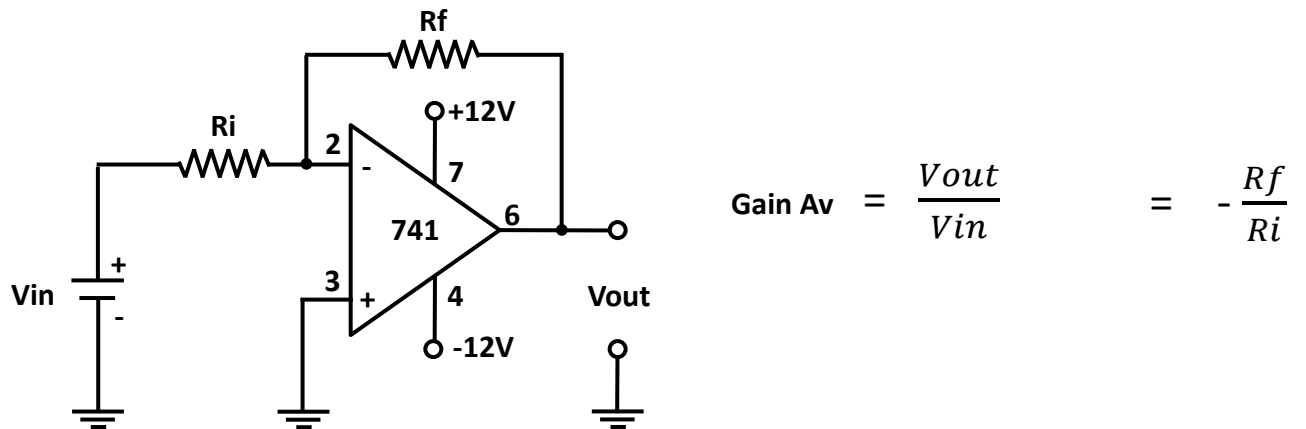 Rf
+12V
Ri
2
-
7
741
6
3
+
4
-12V
Vin
+
-
Vout
Gain Av = Vout / Vin = - Rf / Ri